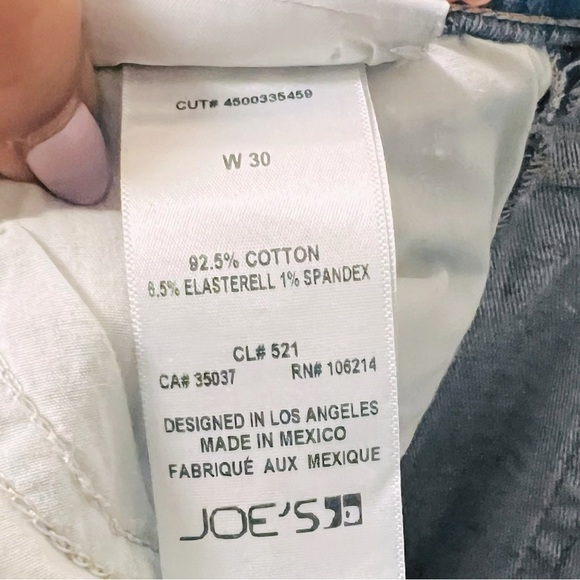 CUT# 4500335459
W 30
92.5% COTTON
6.5% ELASTERELL 1% SPANDEX
CL# 521
CA# 35037 RN# 106214
DESIGNED IN LOS ANGELES
MADE IN MEXICO
FABRIQUÉ AUX MEXIQUE
JOE'S